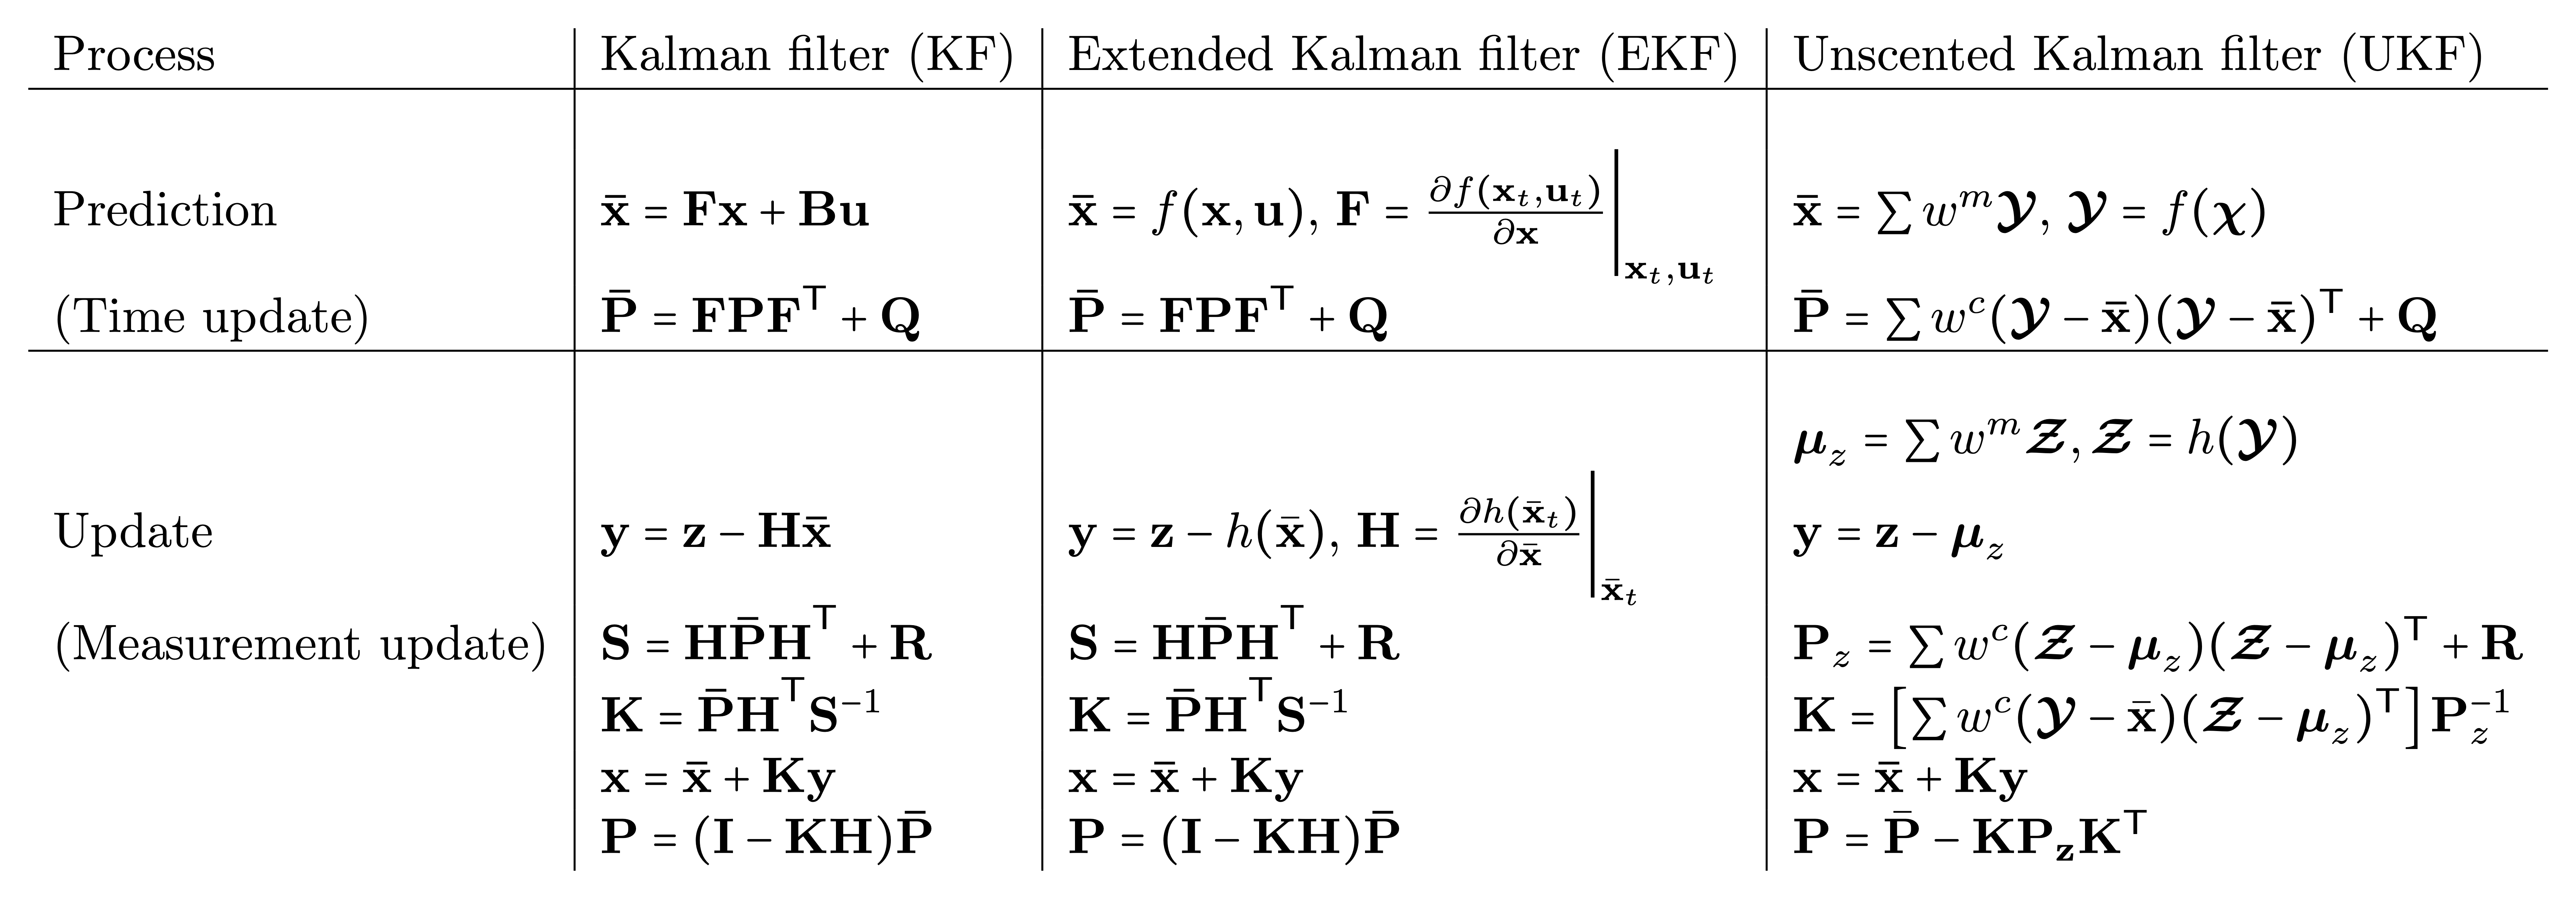 Process Kalman filter (KF) Extended Kalman filter (EKF) Unscented Kalman filter (UKF)
Prediction x̄ = Fx + Bu x̄ = f(x, u), F = ∂f(x_t,u_t)/∂x |_{x_t,u_t} x̄ = ∑ w^m 𝓨, 𝓨 = f(χ)
(Time update) P̄ = FPF^⊤ + Q P̄ = FPF^⊤ + Q P̄ = ∑ w^c(𝓨 − x̄)(𝓨 − x̄)^⊤ + Q
μ_z = ∑ w^m 𝓩, 𝓩 = h(𝓨)
Update y = z − Hx̄ y = z − h(x̄), H = ∂h(x̄_t)/∂x̄ |_{x̄_t} y = z − μ_z
(Measurement update) S = HP̄H^⊤ + R S = HP̄H^⊤ + R P_z = ∑ w^c(𝓩 − μ_z)(𝓩 − μ_z)^⊤ + R
K = P̄H^⊤S^{−1} K = P̄H^⊤S^{−1} K = [∑ w^c(𝓨 − x̄)(𝓩 − μ_z)^⊤] P_z^{−1}
x = x̄ + Ky x = x̄ + Ky x = x̄ + Ky
P = (I − KH)P̄ P = (I − KH)P̄ P = P̄ − KP_zK^⊤